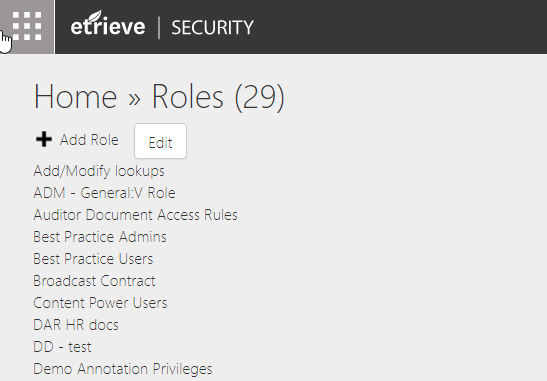 etrieve | SECURITY
Home » Roles (29)
Add Role Edit
Add/Modify lookups
ADM - General:V Role
Auditor Document Access Rules
Best Practice Admins
Best Practice Users
Broadcast Contract
Content Power Users
DAR HR docs
DD - test
Demo Annotation Privileges